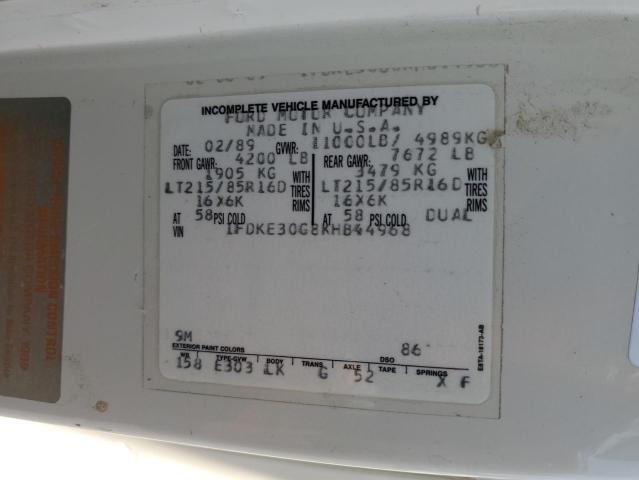 INCOMPLETE VEHICLE MANUFACTURED BY
FORD MOTOR COMPANY
MADE IN U.S.A.
DATE: 02/89 GVWR: 11000LB/ 4989KG
FRONT GAWR: 4200 LB REAR GAWR: 7672 LB
1905 KG WITH 3479 KG WITH
LT215/85R16D TIRES LT215/85R16D TIRES
16X6K RIMS 16X6K RIMS
AT 58 PSI COLD AT 58 PSI COLD DUAL
VIN 1FDKE30G8KHB44968
9M
EXTERIOR PAINT COLORS DSO 86
WB TYPE-GVW BODY TRANS AXLE TAPE SPRINGS
158 E303 LK G 52 X F
E8TA-18173-AB